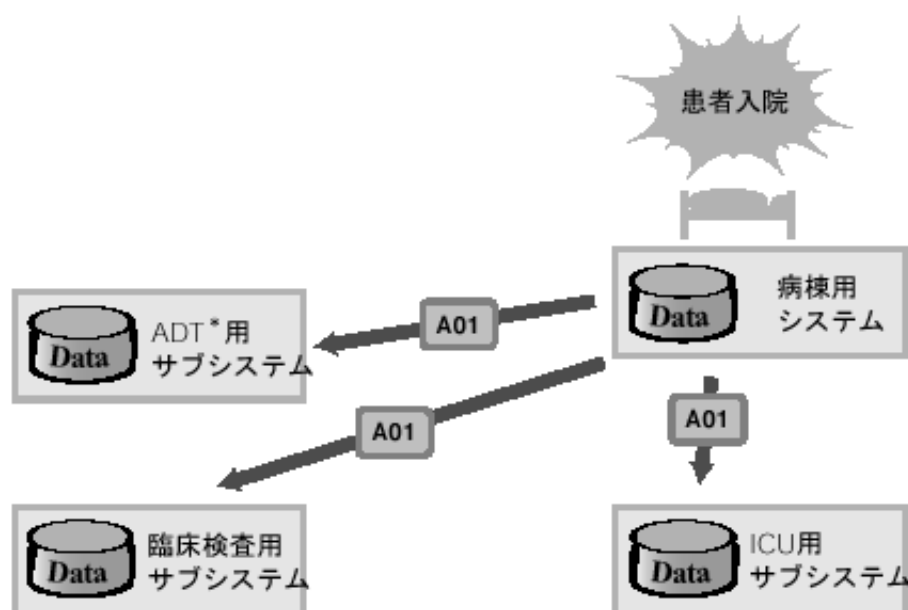 患者入院
病棟用
システム
Data
A01
ADT*用
サブシステム
Data
A01
A01
臨床検査用
サブシステム
Data
ICU用
サブシステム
Data